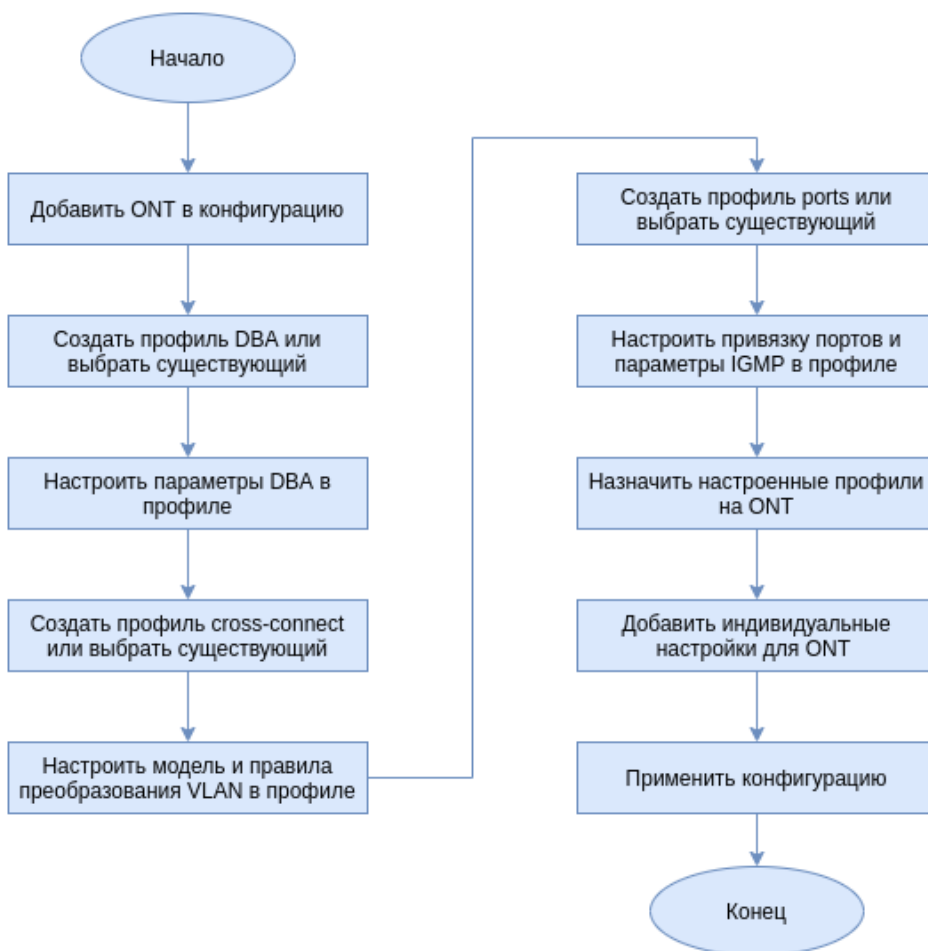 Начало
Добавить ONT в конфигурацию
Создать профиль DBA или
выбрать существующий
Настроить параметры DBA в
профиле
Создать профиль cross-connect
или выбрать существующий
Настроить модель и правила
преобразования VLAN в профиле
Создать профиль ports или
выбрать существующий
Настроить привязку портов и
параметры IGMP в профиле
Назначить настроенные профили
на ONT
Добавить индивидуальные
настройки для ONT
Применить конфигурацию
Конец